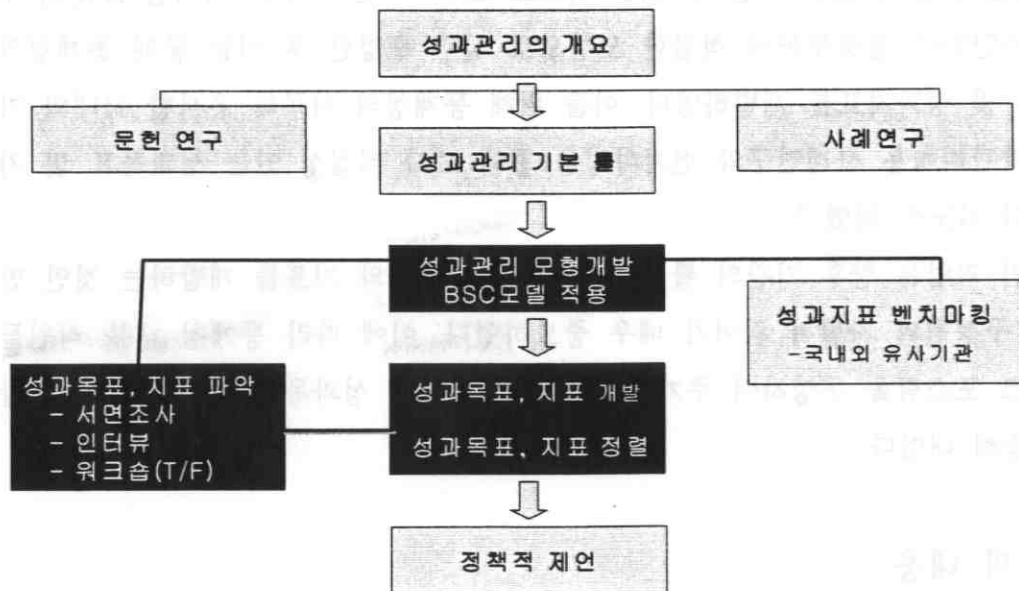 성과관리의 개요
문헌 연구
사례연구
성과관리 기본 틀
성과관리 모형개발
BSC모델 적용
성과지표 벤치마킹
-국내외 유사기관
성과목표, 지표 파악
- 서면조사
- 인터뷰
- 워크숍(T/F)
성과목표, 지표 개발
성과목표, 지표 정렬
정책적 제언